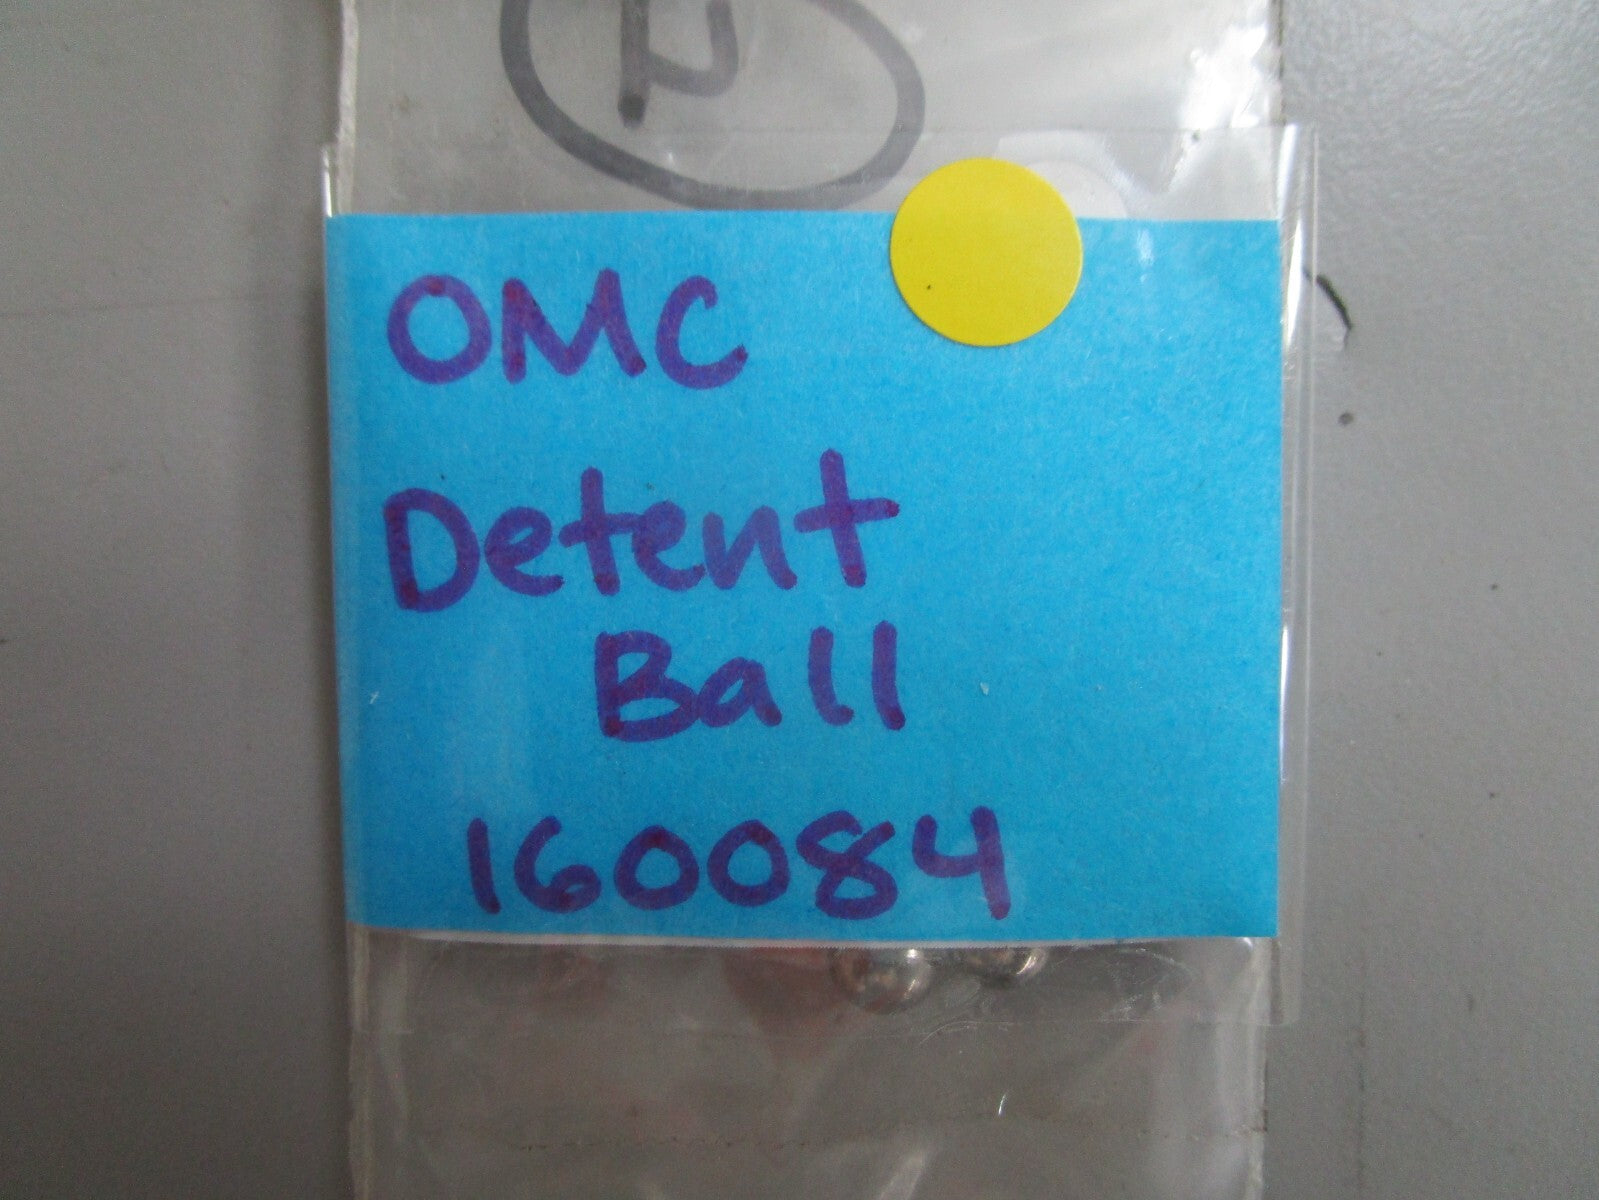 OMC
Detent
Ball
160084